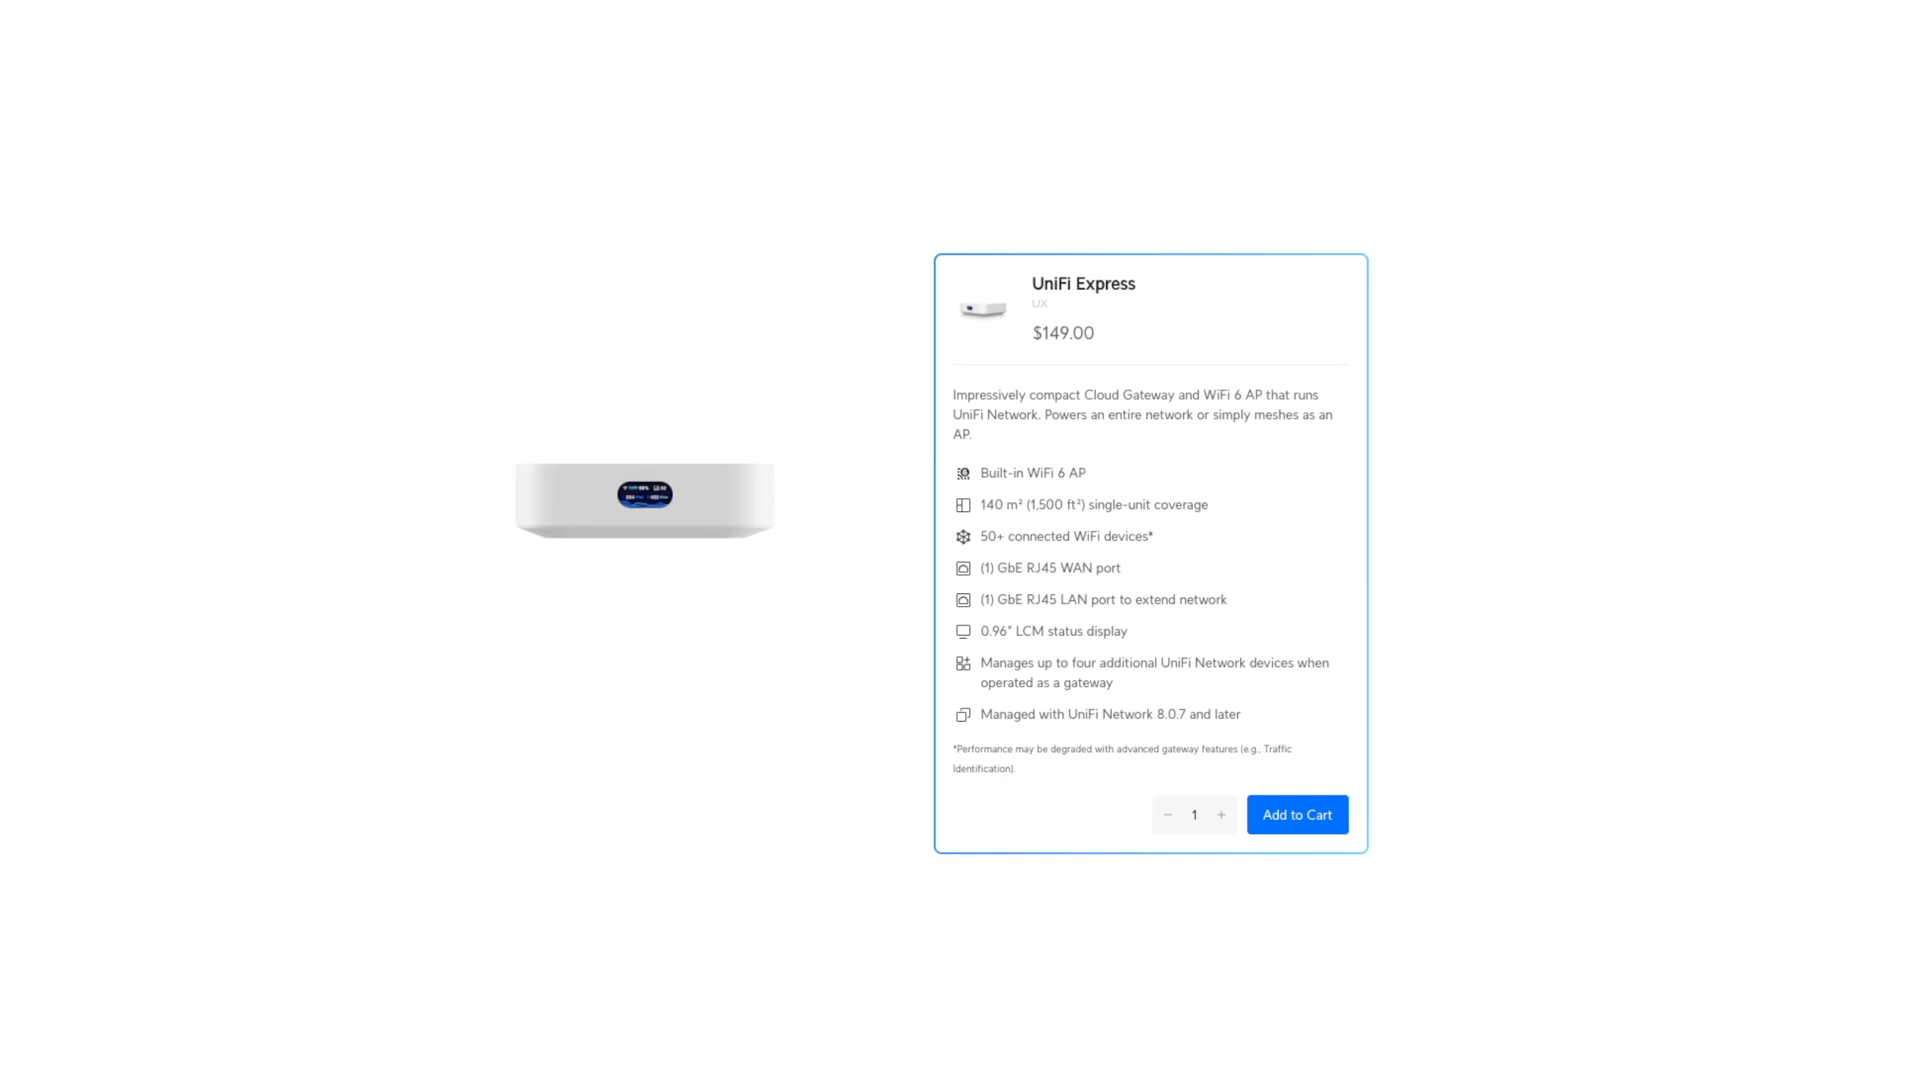 UniFi Express
UX
$149.00
Impressively compact Cloud Gateway and WiFi 6 AP that runs
UniFi Network. Powers an entire network or simply meshes as an
AP.
Built-in WiFi 6 AP
140 m² (1,500 ft²) single-unit coverage
50+ connected WiFi devices*
(1) GbE RJ45 WAN port
(1) GbE RJ45 LAN port to extend network
0.96" LCM status display
Manages up to four additional UniFi Network devices when
operated as a gateway
Managed with UniFi Network 8.0.7 and later
*Performance may be degraded with advanced gateway features (e.g., Traffic
Identification).
− 1 + Add to Cart